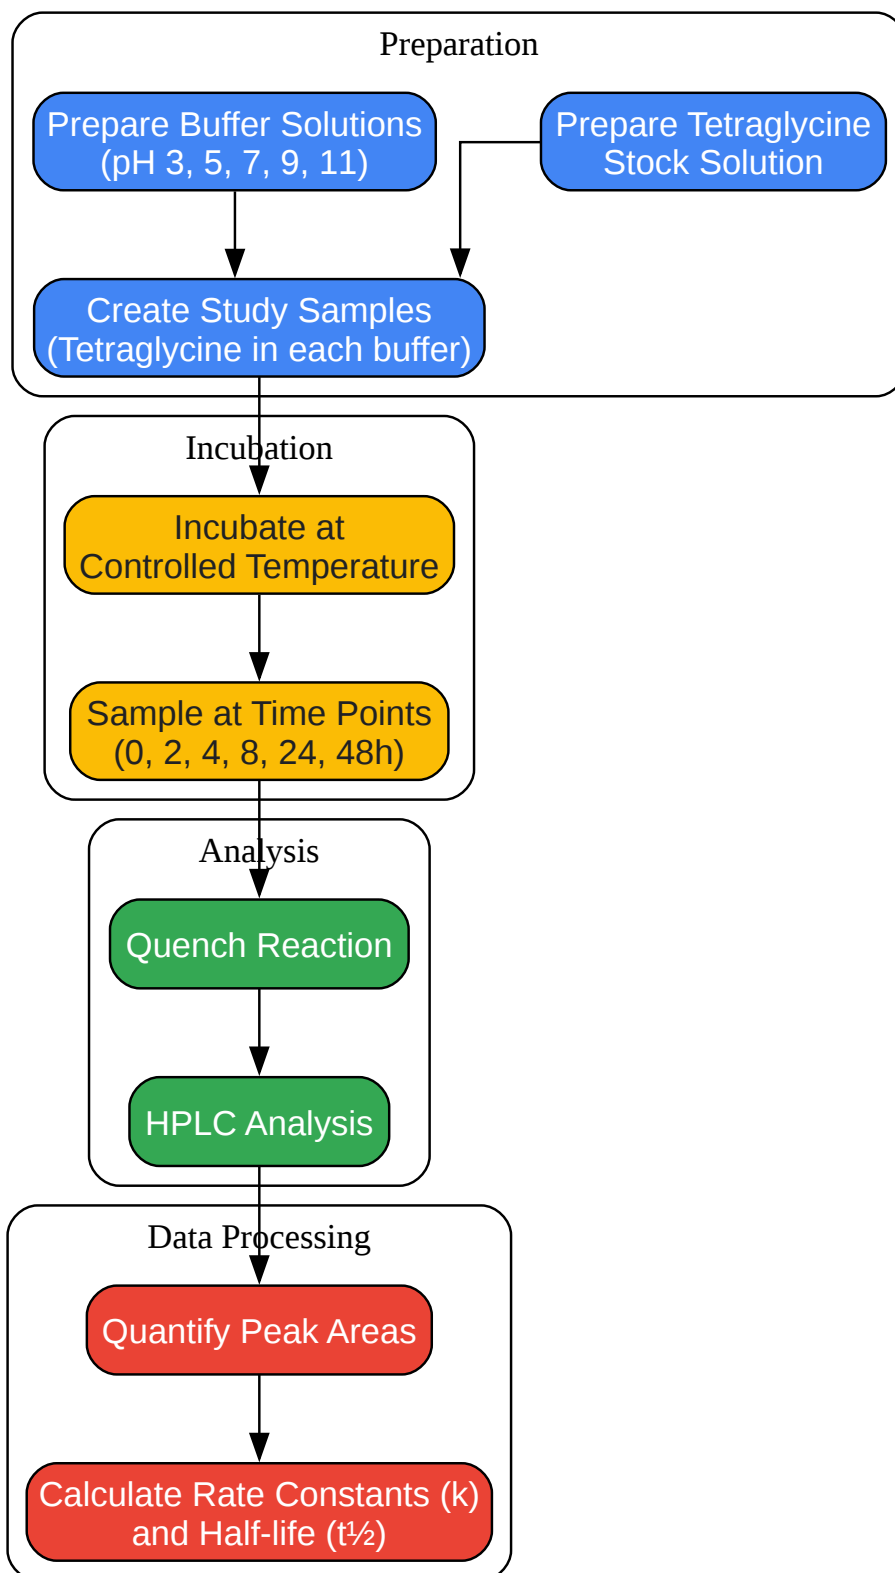 Preparation
Prepare Buffer Solutions
(pH 3, 5, 7, 9, 11)
Prepare Tetraglycine
Stock Solution
Create Study Samples
(Tetraglycine in each buffer)
Incubation
Incubate at
Controlled Temperature
Sample at Time Points
(0, 2, 4, 8, 24, 48h)
Analysis
Quench Reaction
HPLC Analysis
Data Processing
Quantify Peak Areas
Calculate Rate Constants (k)
and Half-life (t½)